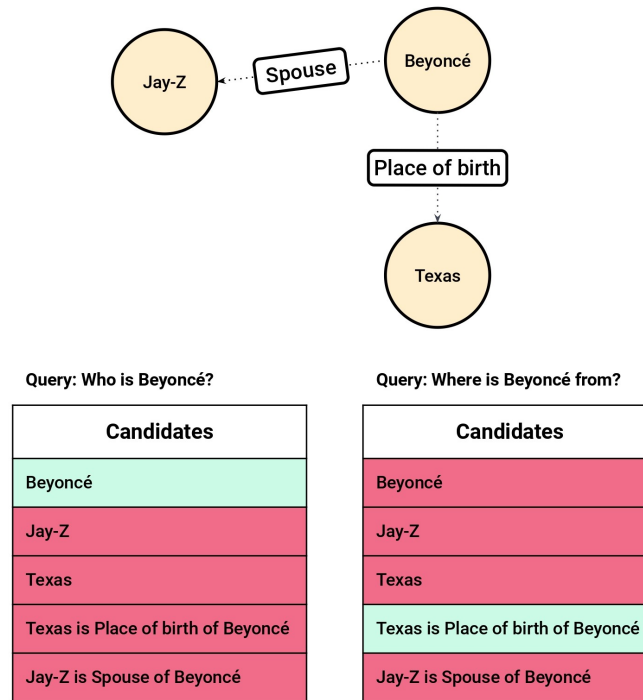 Jay-Z
Spouse
Beyoncé
Place of birth
Texas
Query: Who is Beyoncé?
Candidates
Beyoncé
Jay-Z
Texas
Texas is Place of birth of Beyoncé
Jay-Z is Spouse of Beyoncé
Query: Where is Beyoncé from?
Candidates
Beyoncé
Jay-Z
Texas
Texas is Place of birth of Beyoncé
Jay-Z is Spouse of Beyoncé